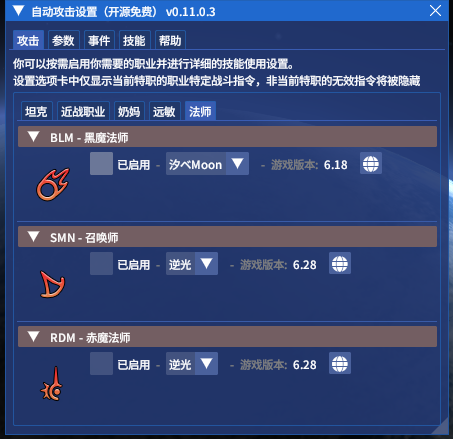 自动攻击设置（开源免费） v0.11.0.3
攻击 参数 事件 技能 帮助
你可以按需启用你需要的职业并进行详细的技能使用设置。
设置选项卡中仅显示当前特职的职业特定战斗指令，非当前特职的无效指令将被隐藏
坦克 近战职业 奶妈 远敏 法师
BLM - 黑魔法师
已启用 - 汐べMoon - 游戏版本: 6.18
SMN - 召唤师
已启用 - 逆光 - 游戏版本: 6.28
RDM - 赤魔法师
已启用 - 逆光 - 游戏版本: 6.28